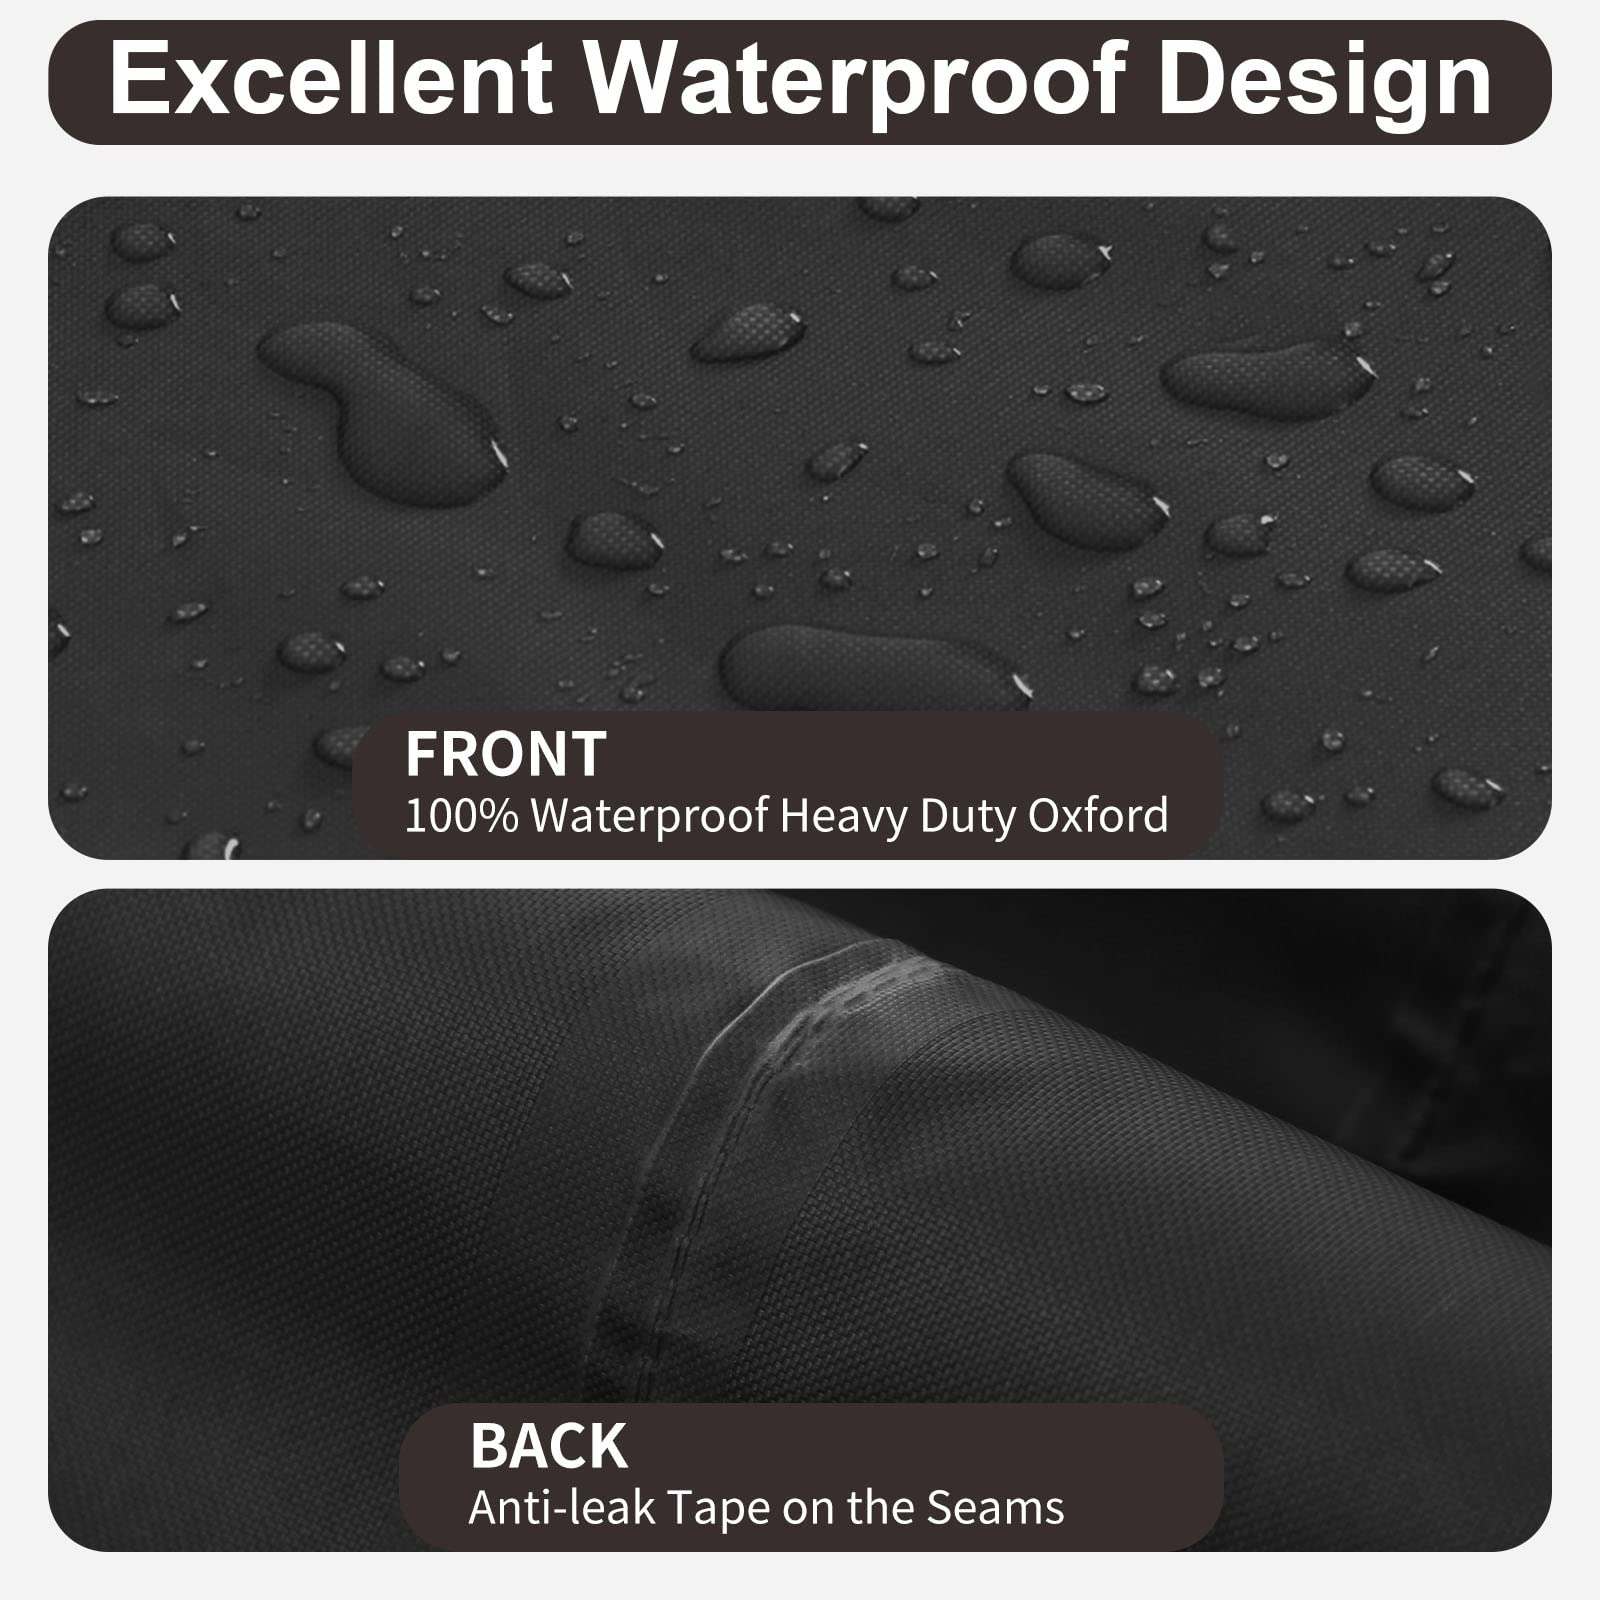 Excellent Waterproof Design
FRONT
100% Waterproof Heavy Duty Oxford
BACK
Anti-leak Tape on the Seams